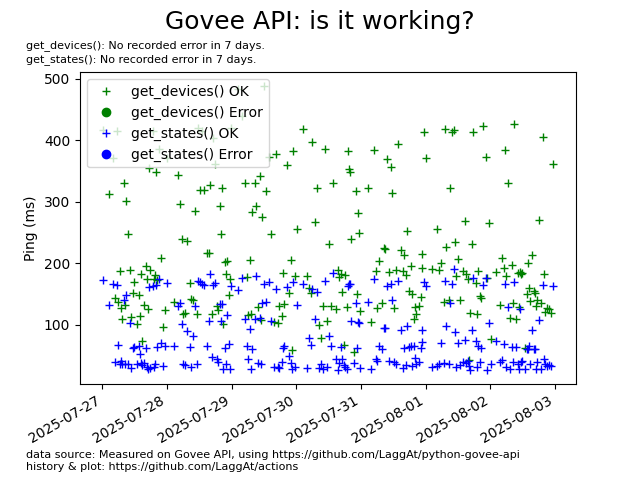 Govee API: is it working?
get_devices(): No recorded error in 7 days.
get_states(): No recorded error in 7 days.
500
400
300
200
100
Ping (ms)
get_devices() OK
get_devices() Error
get_states() OK
get_states() Error
2025-07-27
2025-07-28
2025-07-29
2025-07-30
2025-07-31
2025-08-01
2025-08-02
2025-08-03
data source: Measured on Govee API, using https://github.com/LaggAt/python-govee-api
history & plot: https://github.com/LaggAt/actions